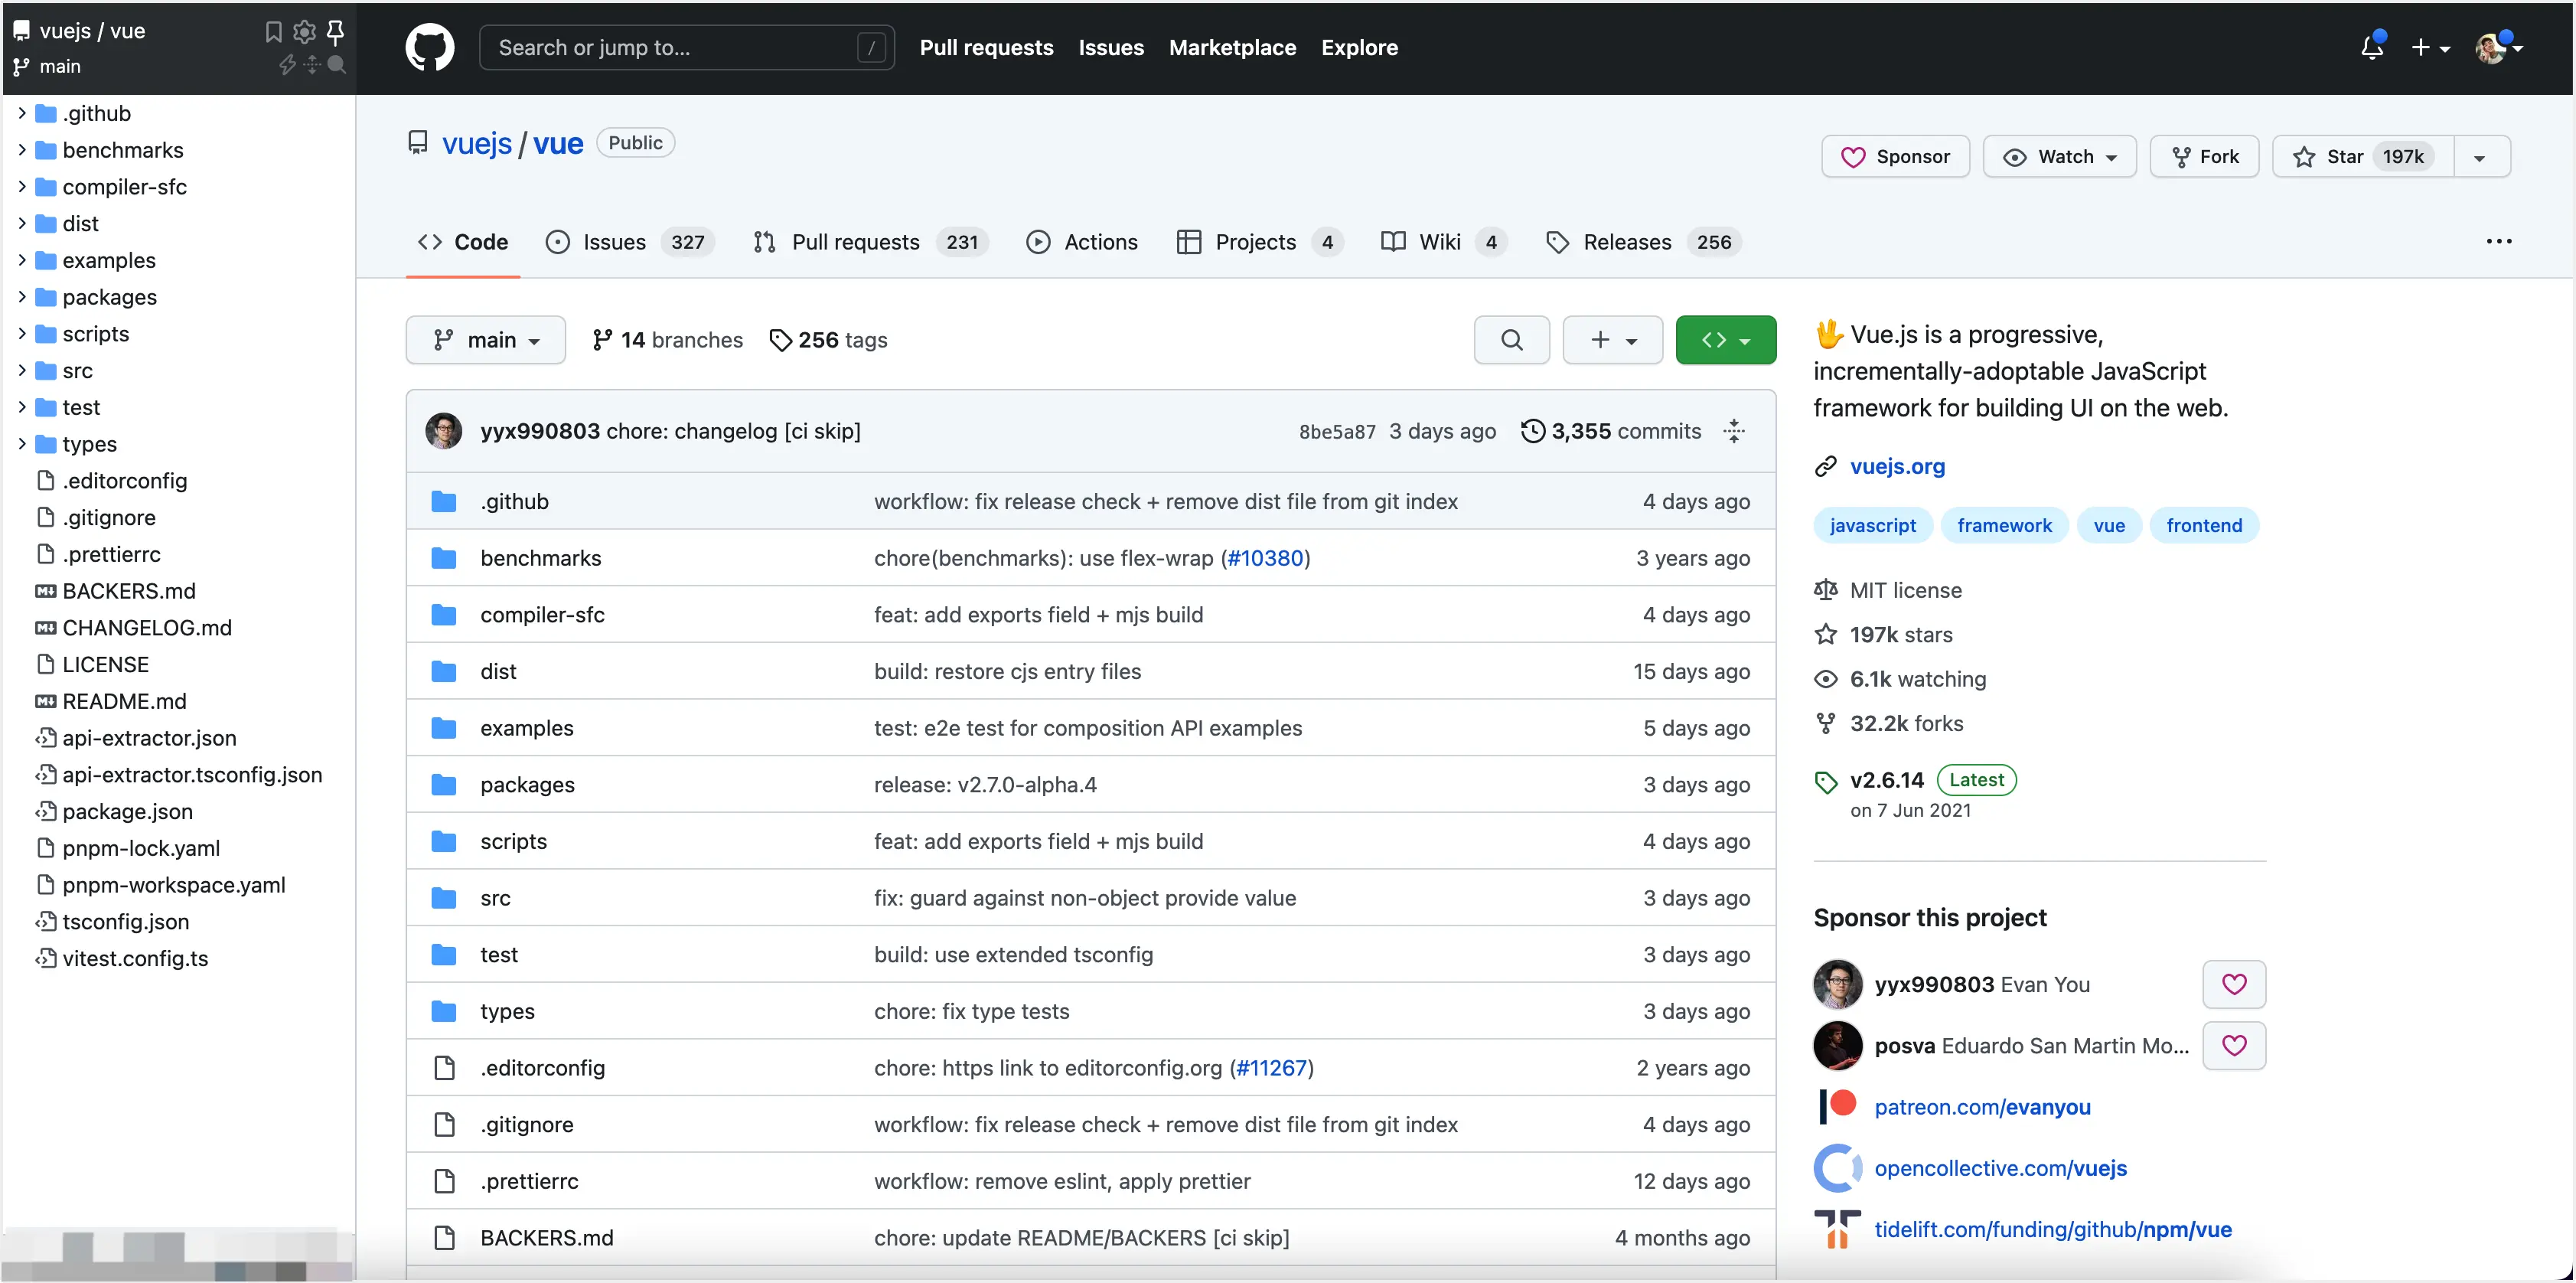 vuejs / vue
main
.github
benchmarks
compiler-sfc
dist
examples
packages
scripts
src
test
types
.editorconfig
.gitignore
.prettierrc
BACKERS.md
CHANGELOG.md
LICENSE
README.md
api-extractor.json
api-extractor.tsconfig.json
package.json
pnpm-lock.yaml
pnpm-workspace.yaml
tsconfig.json
vitest.config.ts
Search or jump to... /
Pull requests Issues Marketplace Explore
vuejs / vue Public
Sponsor Watch Fork Star 197k
Code Issues 327 Pull requests 231 Actions Projects 4 Wiki 4 Releases 256
main 14 branches 256 tags
yyx990803 chore: changelog [ci skip] 8be5a87 3 days ago 3,355 commits
.github workflow: fix release check + remove dist file from git index 4 days ago
benchmarks chore(benchmarks): use flex-wrap (#10380) 3 years ago
compiler-sfc feat: add exports field + mjs build 4 days ago
dist build: restore cjs entry files 15 days ago
examples test: e2e test for composition API examples 5 days ago
packages release: v2.7.0-alpha.4 3 days ago
scripts feat: add exports field + mjs build 4 days ago
src fix: guard against non-object provide value 3 days ago
test build: use extended tsconfig 3 days ago
types chore: fix type tests 3 days ago
.editorconfig chore: https link to editorconfig.org (#11267) 2 years ago
.gitignore workflow: fix release check + remove dist file from git index 4 days ago
.prettierrc workflow: remove eslint, apply prettier 12 days ago
BACKERS.md chore: update README/BACKERS [ci skip] 4 months ago
🖖 Vue.js is a progressive,
incrementally-adoptable JavaScript
framework for building UI on the web.
vuejs.org
javascript framework vue frontend
MIT license
197k stars
6.1k watching
32.2k forks
v2.6.14 Latest
on 7 Jun 2021
Sponsor this project
yyx990803 Evan You
posva Eduardo San Martin Mo...
patreon.com/evanyou
opencollective.com/vuejs
tidelift.com/funding/github/npm/vue